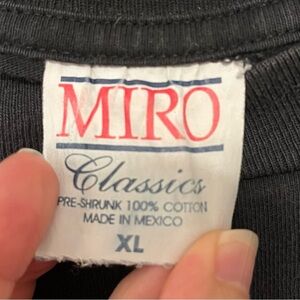 MIRO
Classics
PRE-SHRUNK 100% COTTON
MADE IN MEXICO
XL